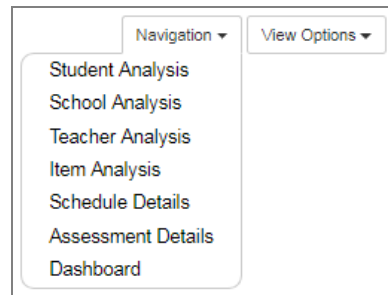 Navigation View Options
Student Analysis
School Analysis
Teacher Analysis
Item Analysis
Schedule Details
Assessment Details
Dashboard